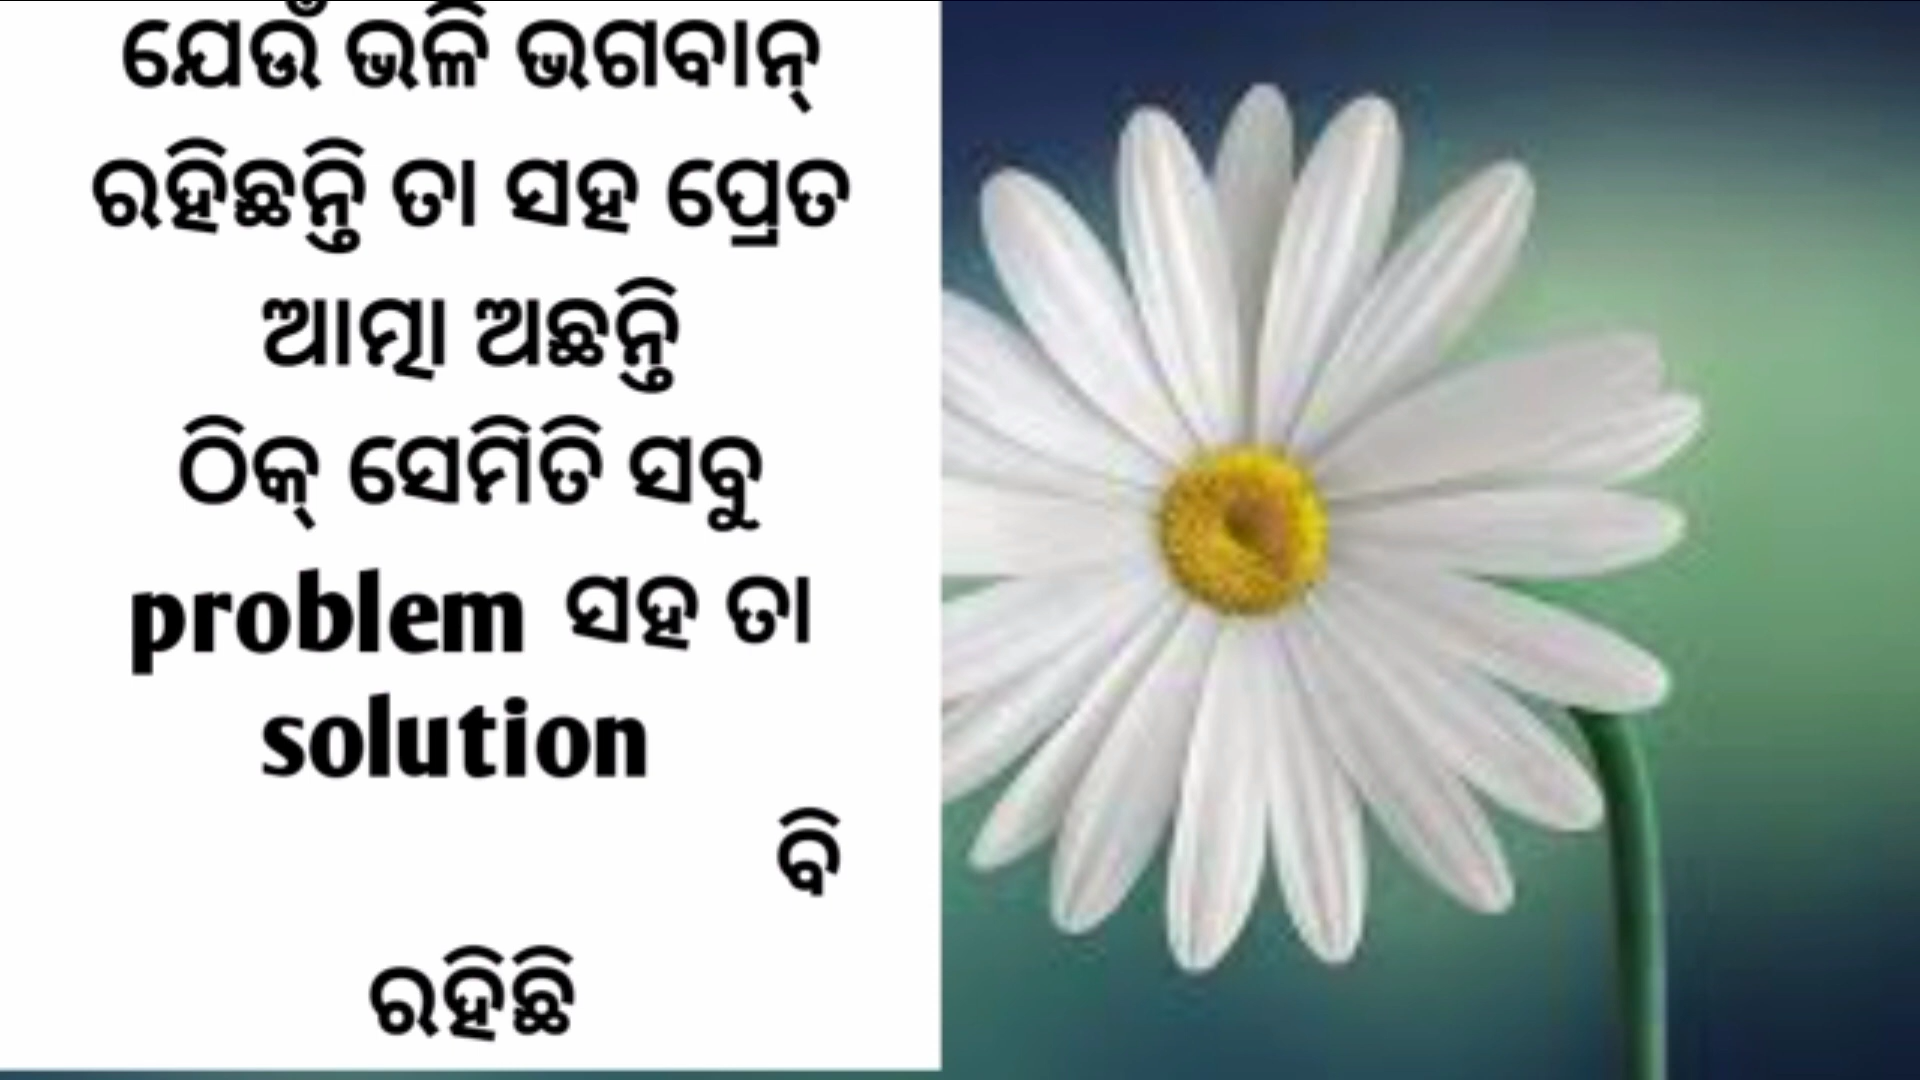 ଯେଉଁ ଭଳି ଭଗବାନ୍
ରହିଛନ୍ତି ତା ସହ ପ୍ରେତ
ଆତ୍ମା ଅଛନ୍ତି
ଠିକ୍ ସେମିତି ସବୁ
problem ସହ ତା
solution
ବି
ରହିଛି